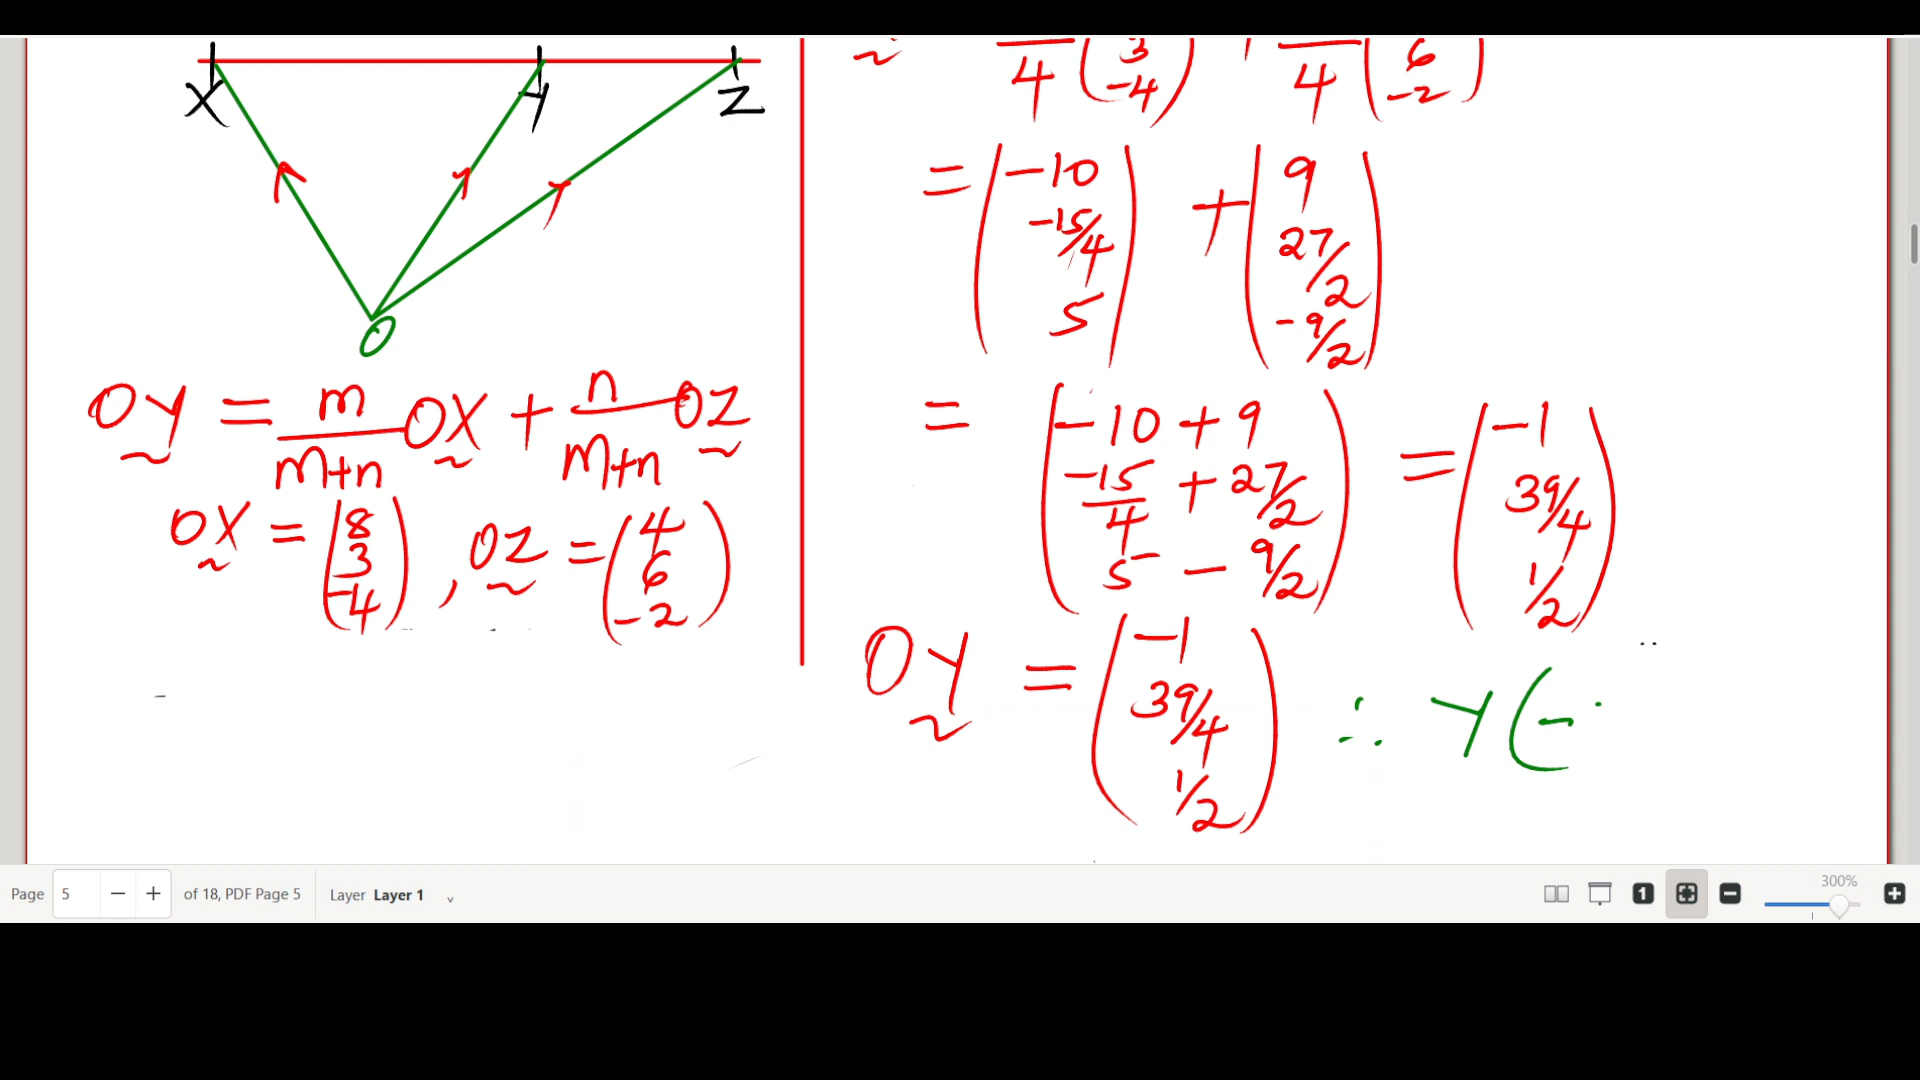 X Y Z
O
OY = m/(m+n) OX + n/(m+n) OZ
OX = (8 3 -4), OZ = (4 6 -2)
4 (3 -4) 4 (6 -2)
= (-10 -15/4 5) + (9 27/2 -9/2)
= (-10 + 9 -15/4 + 27/2 5 - 9/2) = (-1 39/4 1/2)
OY = (-1 39/4 1/2) ∴ Y(-
Page 5 − + of 18, PDF Page 5 Layer Layer 1
1
300%